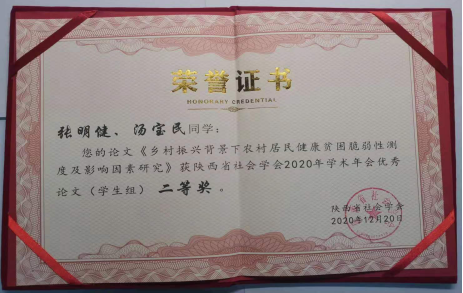 荣誉证书
HONORARY CREDENTIAL
张明健、汤宝民同学：
您的论文《乡村振兴背景下农村居民健康贫困脆弱性测
度及影响因素研究》获陕西省社会学会2020年学术年会优秀
论文（学生组）二等奖。
陕西省社会学会
2020年12月20日